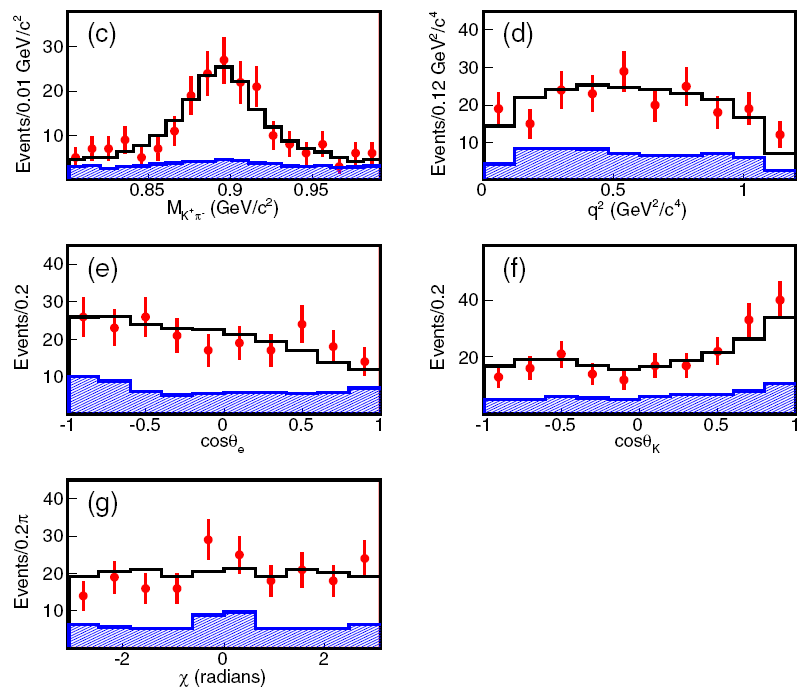 (c)
Events/0.01 GeV/c²
30
20
10
0.85 0.9 0.95
M_K⁺π⁻ (GeV/c²)
(d)
Events/0.12 GeV²/c⁴
40
30
20
10
0 0.5 1
q² (GeV²/c⁴)
(e)
Events/0.2
40
30
20
10
-1 -0.5 0 0.5 1
cosθ_e
(f)
Events/0.2
40
20
-1 -0.5 0 0.5 1
cosθ_K
(g)
Events/0.2π
40
30
20
10
-2 0 2
χ (radians)